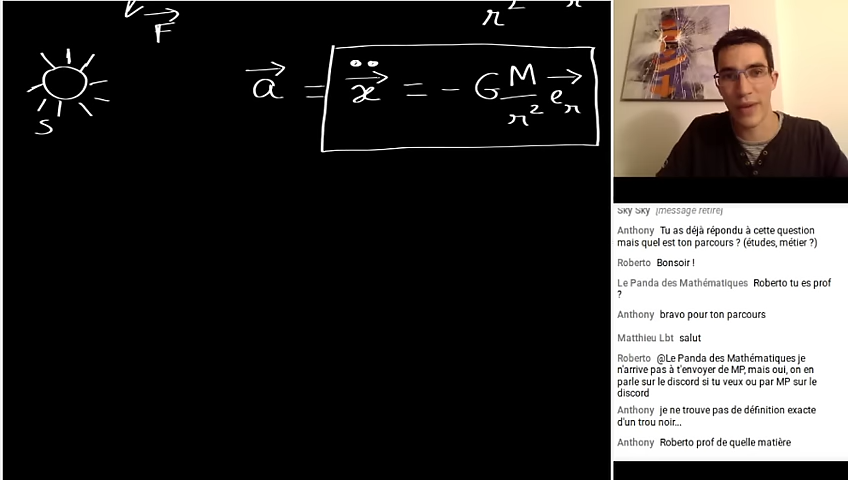 F
r²
a = ẍ = - G M/r² e_r
S
Sky Sky [message retiré]
Anthony Tu as déjà répondu à cette question
mais quel est ton parcours ? (études, métier ?)
Roberto Bonsoir !
Le Panda des Mathématiques Roberto tu es prof
?
Anthony bravo pour ton parcours
Matthieu Lbt salut
Roberto @Le Panda des Mathématiques je
n'arrive pas à t'envoyer de MP, mais oui, on en
parle sur le discord si tu veux ou par MP sur le
discord
Anthony je ne trouve pas de définition exacte
d'un trou noir...
Anthony Roberto prof de quelle matière